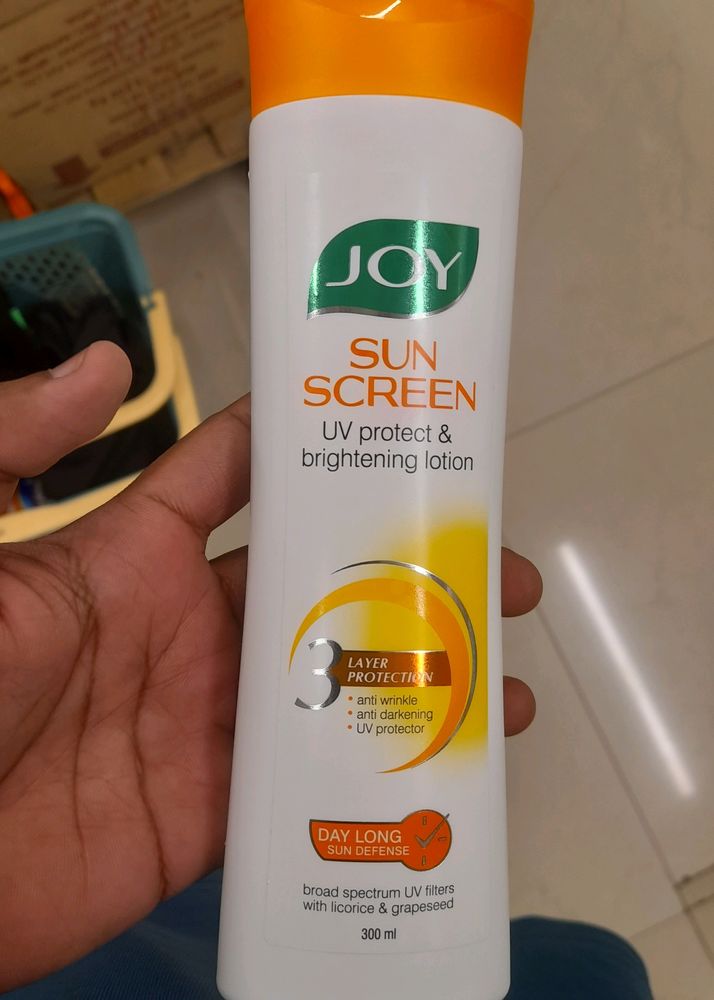 JOY
SUN
SCREEN
UV protect &
brightening lotion
3
LAYER
PROTECTION
• anti wrinkle
• anti darkening
• UV protector
DAY LONG
SUN DEFENSE
broad spectrum UV filters
with licorice & grapeseed
300 ml